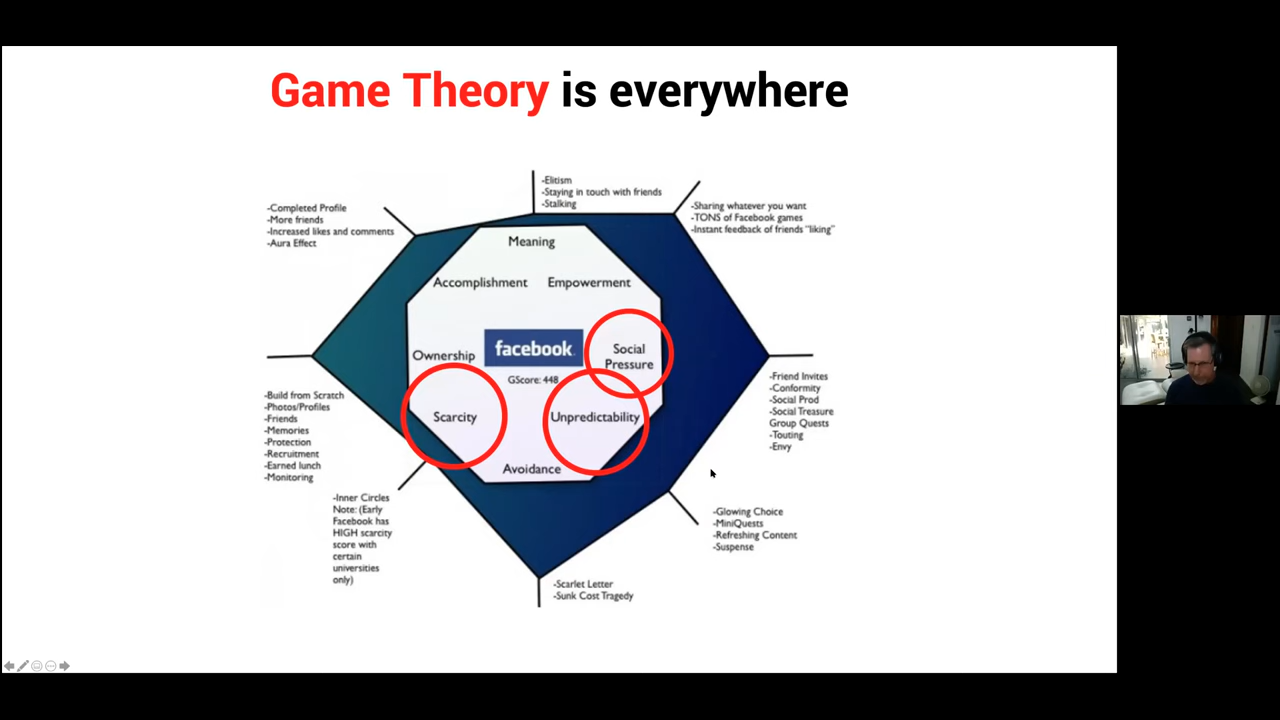 Game Theory is everywhere
-Elitism
-Staying in touch with friends
-Stalking
-Completed Profile
-More friends
-Increased likes and comments
-Aura Effect
-Sharing whatever you want
-TONS of Facebook games
-Instant feedback of friends "liking"
Meaning
Accomplishment
Empowerment
facebook
Ownership
Social
Pressure
GScore: 448
Scarcity
Unpredictability
Avoidance
-Build from Scratch
-Photos/Profiles
-Friends
-Memories
-Protection
-Recruitment
-Earned lunch
-Monitoring
-Friend Invites
-Conformity
-Social Prod
-Social Treasure
Group Quests
-Touting
-Envy
-Inner Circles
Note: (Early
Facebook has
HIGH scarcity
score with
certain
universities
only)
-Glowing Choice
-MiniQuests
-Refreshing Content
-Suspense
-Scarlet Letter
-Sunk Cost Tragedy